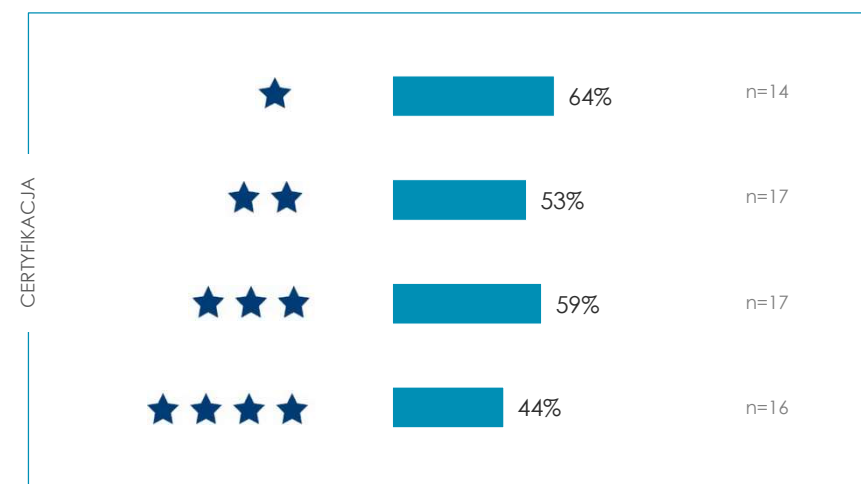 CERTYFIKACJA
64% n=14
53% n=17
59% n=17
44% n=16